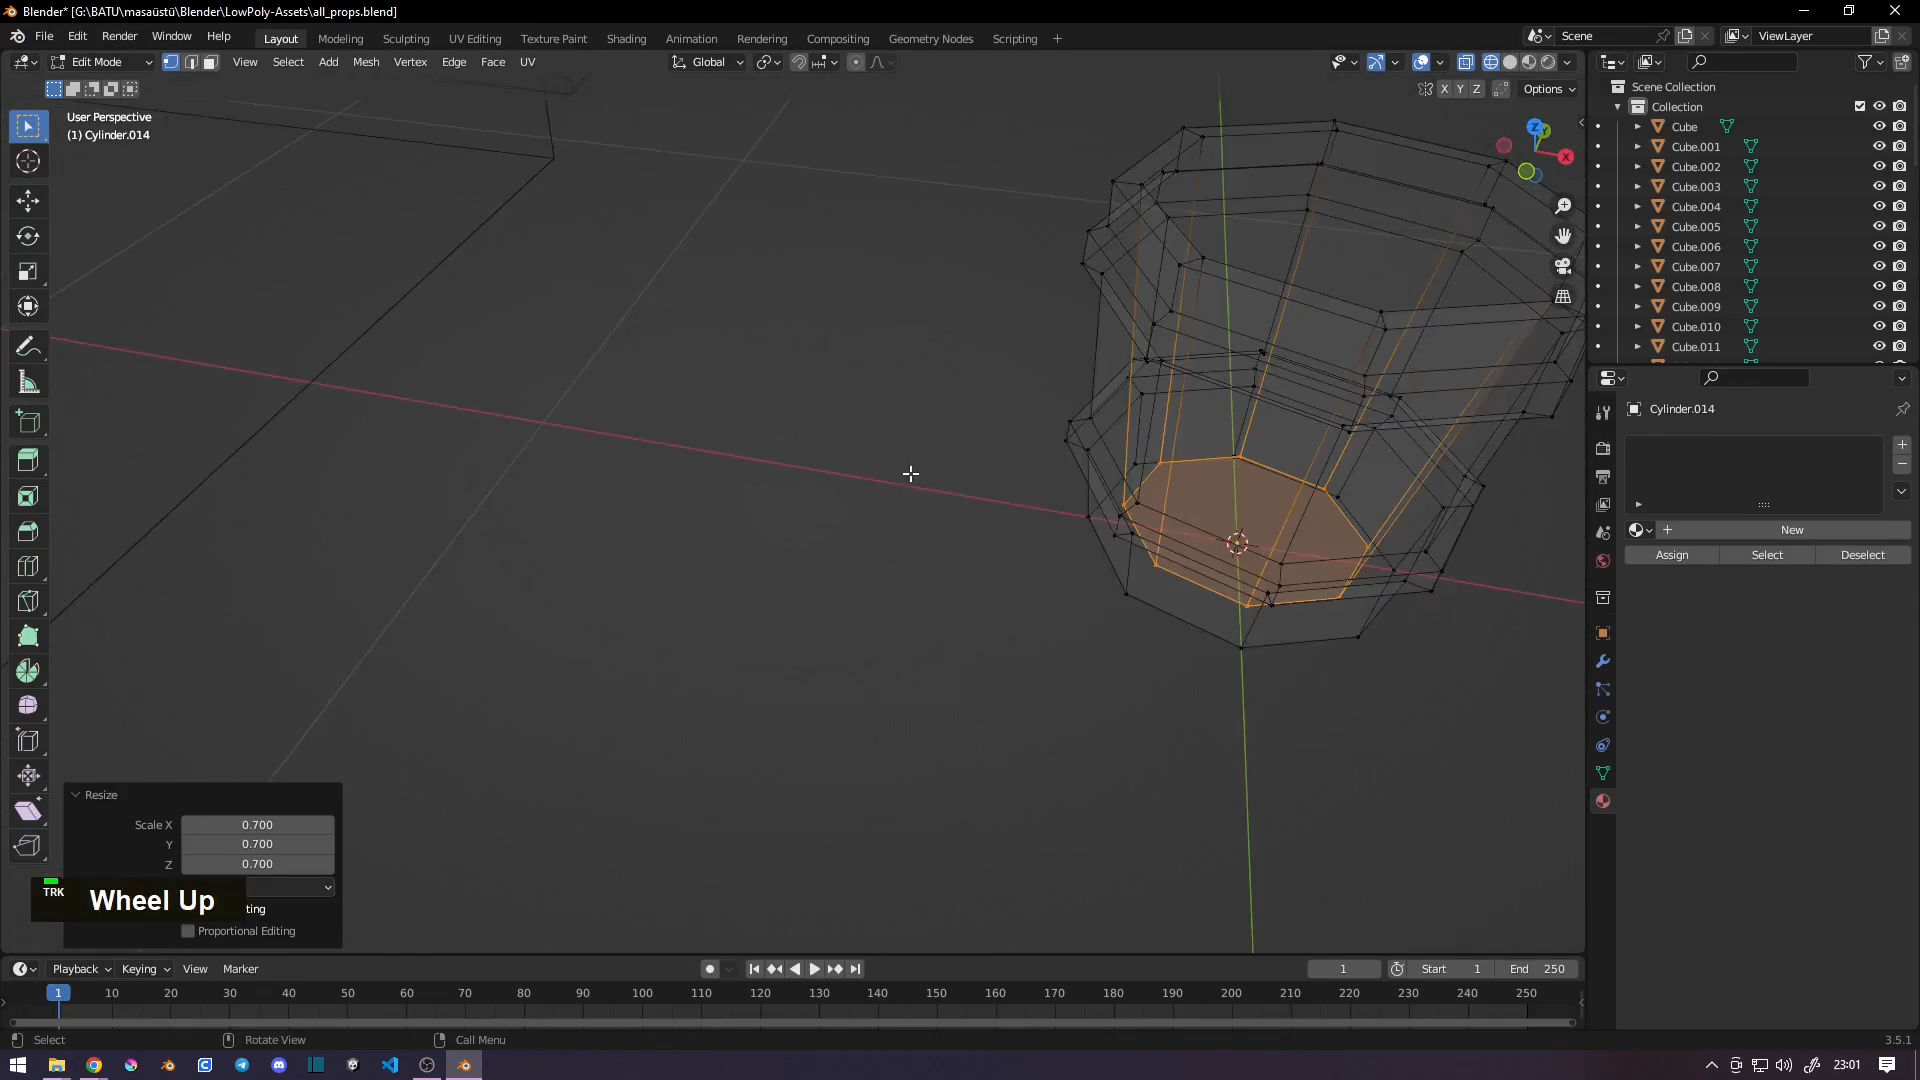 Blender* [G:\BATU\masaüstü\Blender\LowPoly-Assets\all_props.blend]
File Edit Render Window Help Layout Modeling Sculpting UV Editing Texture Paint Shading Animation Rendering Compositing Geometry Nodes Scripting + Scene ViewLayer
Edit Mode View Select Add Mesh Vertex Edge Face UV Global
X Y Z Options
User Perspective
(1) Cylinder.014
Z
Y
X
Scene Collection
Collection
Cube
Cube.001
Cube.002
Cube.003
Cube.004
Cube.005
Cube.006
Cube.007
Cube.008
Cube.009
Cube.010
Cube.011
Cylinder.014
New
Assign Select Deselect
Resize
Scale X 0.700
Y 0.700
Z 0.700
TRK Wheel Up
ting
Proportional Editing
Playback Keying View Marker 1 Start 1 End 250
1 10 20 30 40 50 60 70 80 90 100 110 120 130 140 150 160 170 180 190 200 210 220 230 240 250
Select Rotate View Call Menu 3.5.1
23:01